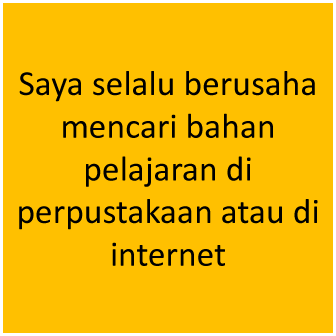 Saya selalu berusaha
mencari bahan
pelajaran di
perpustakaan atau di
internet